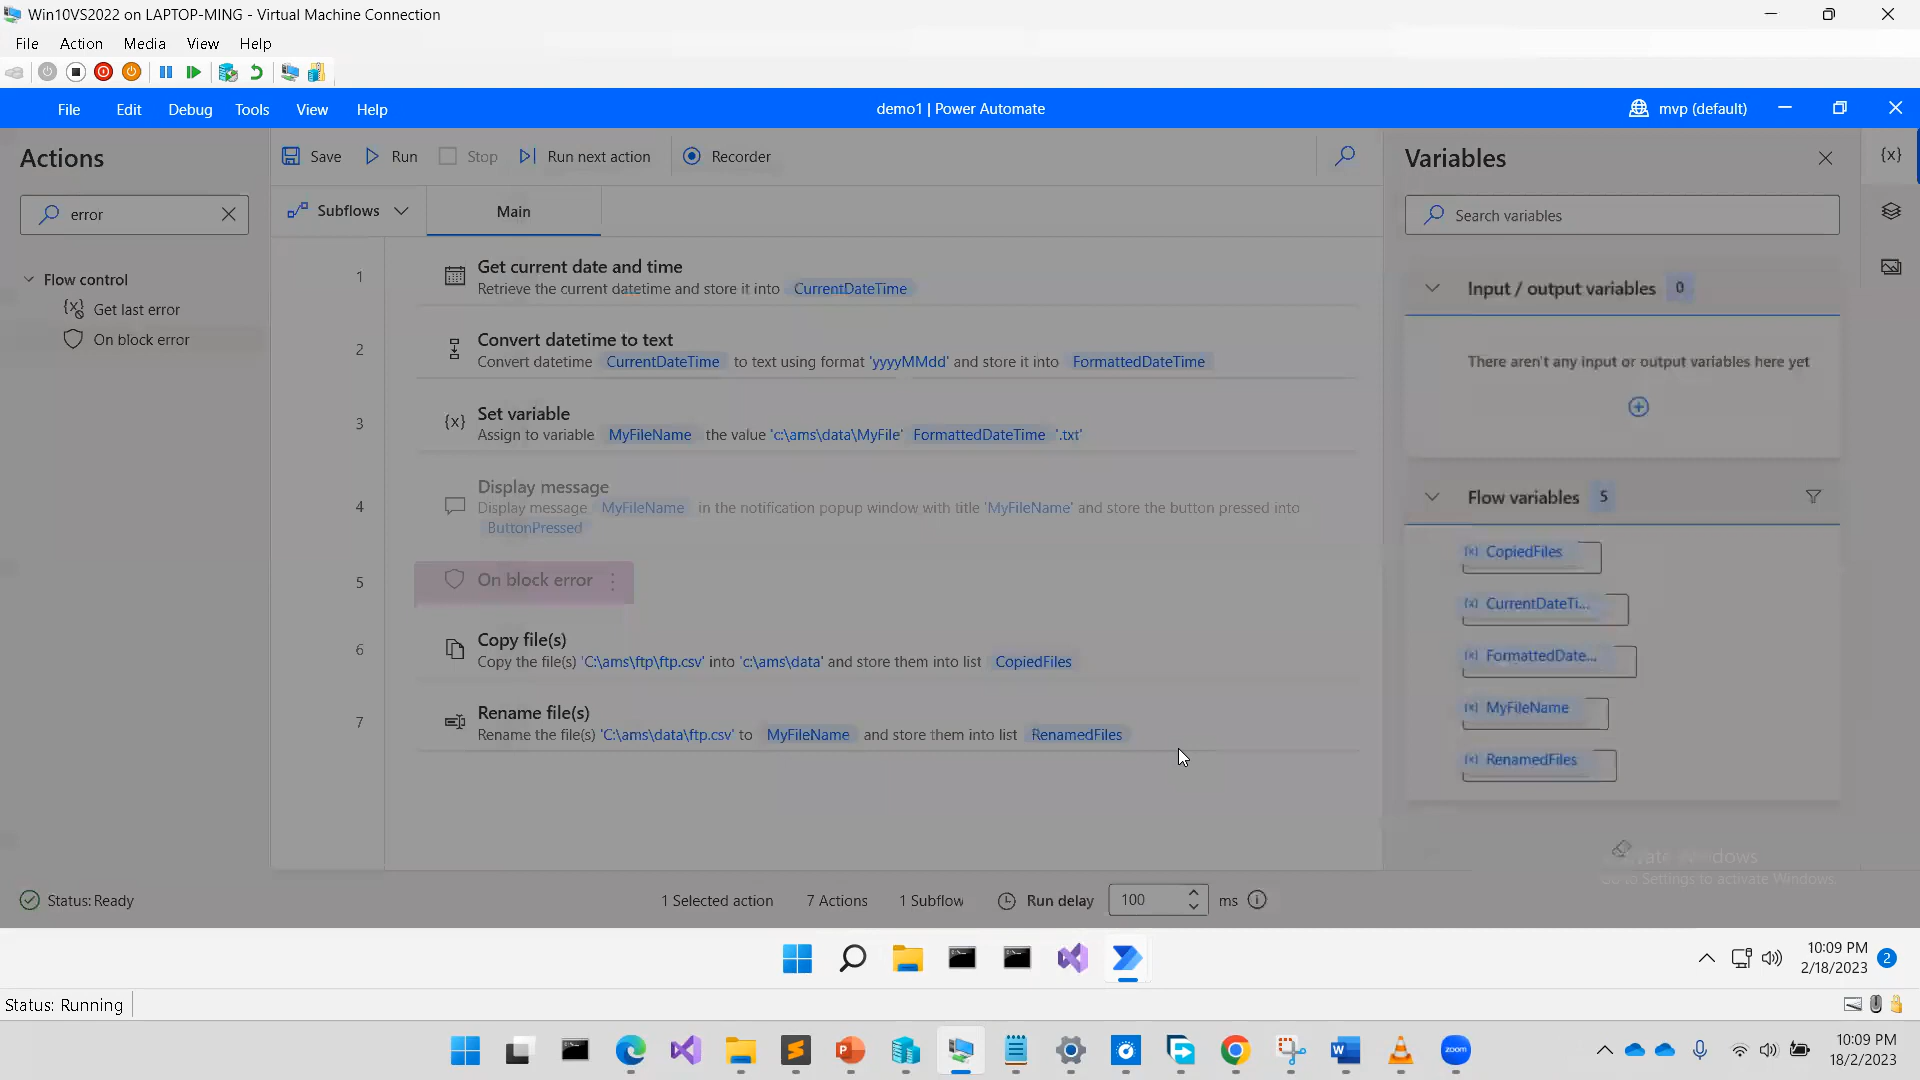 Win10VS2022 on LAPTOP-MING - Virtual Machine Connection
File Action Media View Help
File Edit Debug Tools View Help
demo1 | Power Automate
mvp (default)
Actions
error
Flow control
Get last error
On block error
Save Run Stop Run next action Recorder
Subflows Main
1
Get current date and time
Retrieve the current datetime and store it into CurrentDateTime
2
Convert datetime to text
Convert datetime CurrentDateTime to text using format 'yyyyMMdd' and store it into FormattedDateTime
3
{x}
Set variable
Assign to variable MyFileName the value 'c:\ams\data\MyFile' FormattedDateTime '.txt'
4
Display message
Display message MyFileName in the notification popup window with title 'MyFileName' and store the button pressed into
ButtonPressed
5
On block error
6
Copy file(s)
Copy the file(s) 'C:\ams\ftp\ftp.csv' into 'c:\ams\data' and store them into list CopiedFiles
7
Rename file(s)
Rename the file(s) 'C:\ams\data\ftp.csv' to MyFileName and store them into list RenamedFiles
Variables
{x}
Search variables
Input / output variables 0
There aren't any input or output variables here yet
Flow variables 5
{x} CopiedFiles
{x} CurrentDateTi...
{x} FormattedDate...
{x} MyFileName
{x} RenamedFiles
Windows
Go to Settings to activate Windows.
Status: Ready
1 Selected action 7 Actions 1 Subflow Run delay 100 ms
10:09 PM
2/18/2023
2
Status: Running
zoom
10:09 PM
18/2/2023